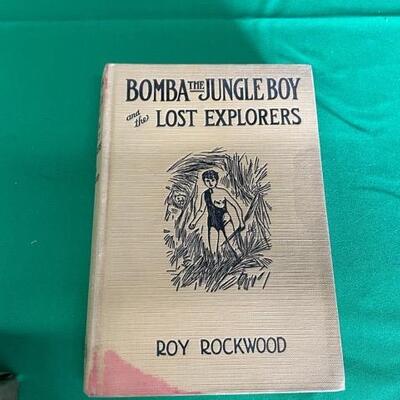 BOMBA THE JUNGLE BOY
and the LOST EXPLORERS
ROY ROCKWOOD